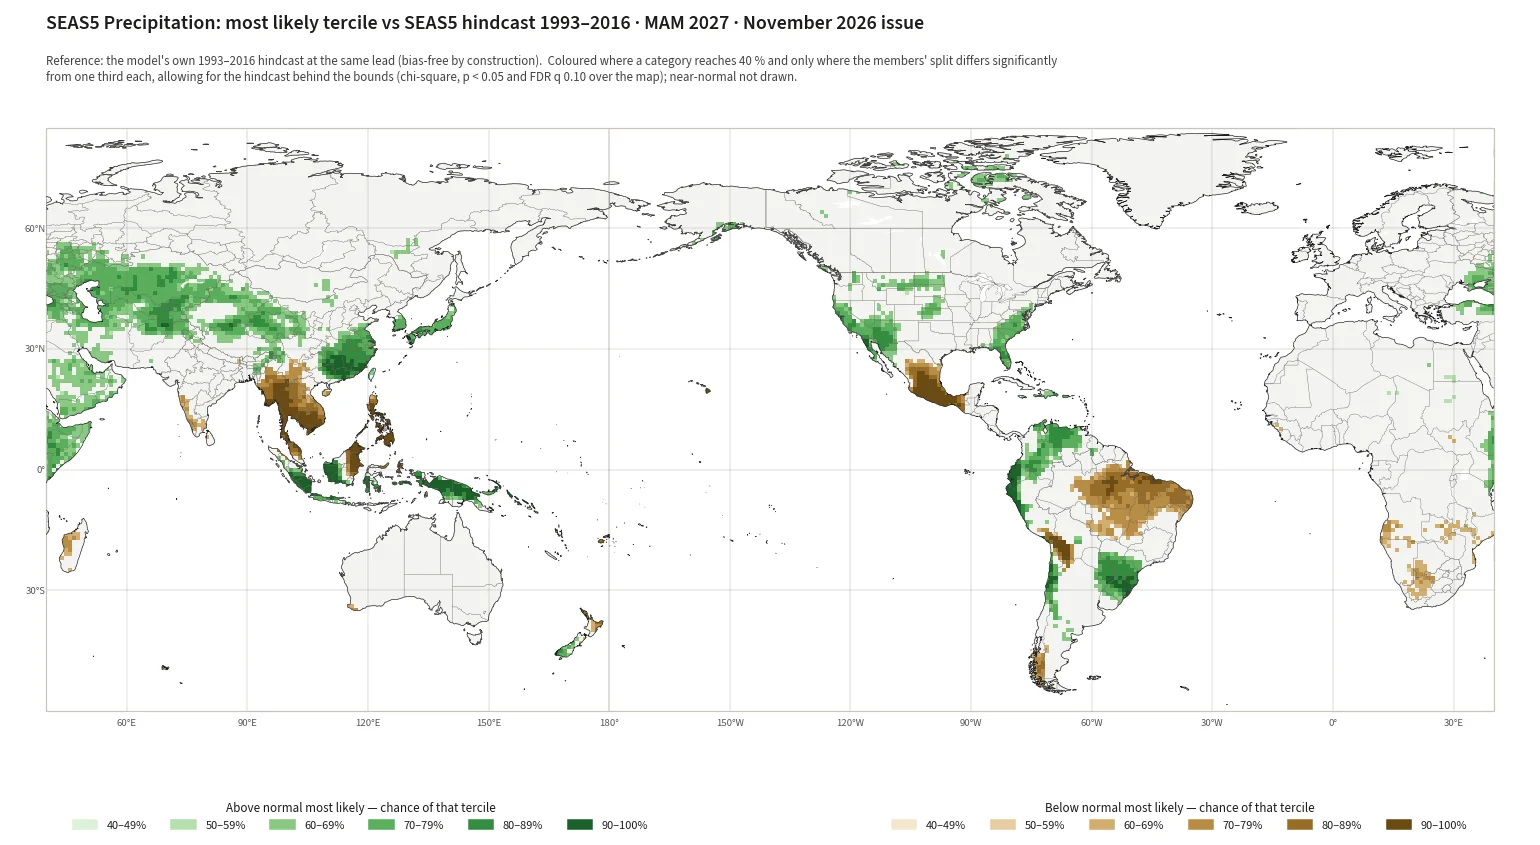 SEAS5 Precipitation: most likely tercile vs SEAS5 hindcast 1993–2016 · MAM 2027 · November 2026 issue
Reference: the model's own 1993–2016 hindcast at the same lead (bias-free by construction).  Coloured where a category reaches 40 % and only where the members' split differs significantly
from one third each, allowing for the hindcast behind the bounds (chi-square, p < 0.05 and FDR q 0.10 over the map); near-normal not drawn.
60°N
30°N
0°
30°S
60°E 90°E 120°E 150°E 180° 150°W 120°W 90°W 60°W 30°W 0° 30°E
Above normal most likely — chance of that tercile
40–49% 50–59% 60–69% 70–79% 80–89% 90–100%
Below normal most likely — chance of that tercile
40–49% 50–59% 60–69% 70–79% 80–89% 90–100%